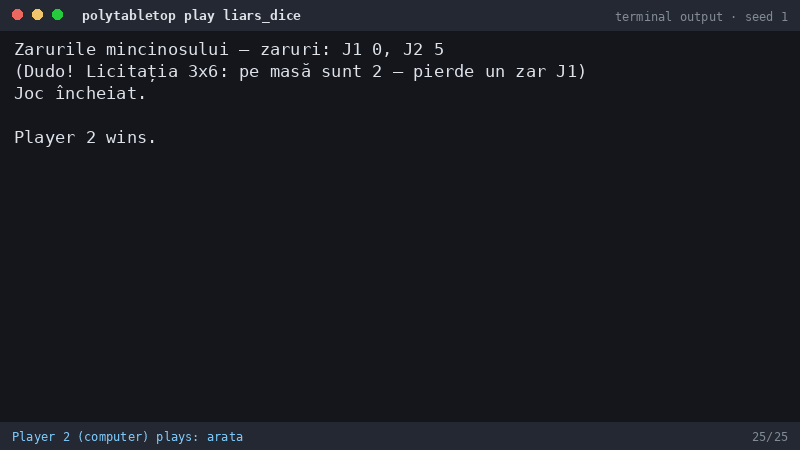 polytabletop play liars_dice
terminal output · seed 1
Zarurile mincinosului — zaruri: J1 0, J2 5
(Dudo! Licitația 3x6: pe masă sunt 2 — pierde un zar J1)
Joc încheiat.
Player 2 wins.
Player 2 (computer) plays: arata
25/25